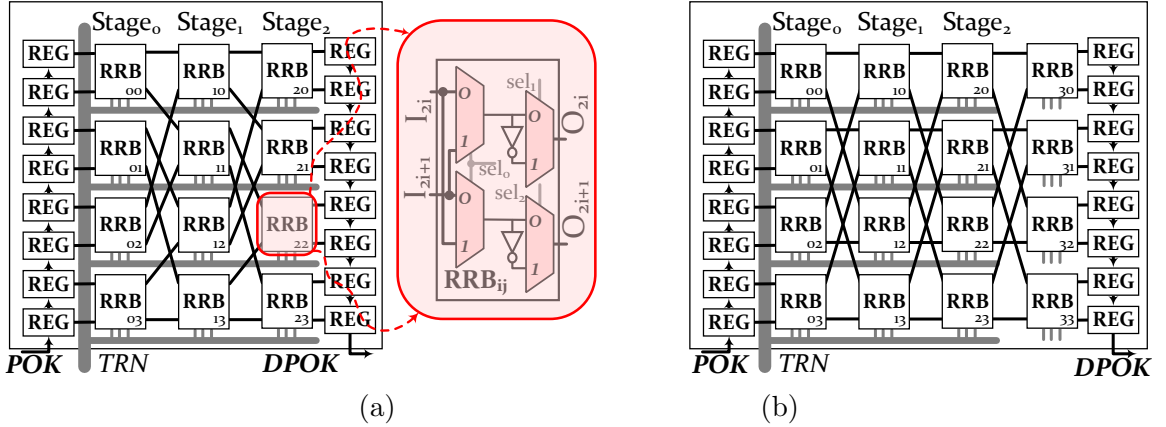 Stage₀ Stage₁ Stage₂
REG RRB 00 RRB 10 RRB 20 REG
REG REG
REG RRB 01 RRB 11 RRB 21 REG
REG REG
REG RRB 02 RRB 12 RRB 22 REG
REG REG
REG RRB 03 RRB 13 RRB 23 REG
REG REG
POK TRN DPOK
I₂ᵢ 0 1 sel₁ 0 1 O₂ᵢ
sel₀
I₂ᵢ₊₁ 0 1 sel₂ 0 1 O₂ᵢ₊₁
RRBᵢⱼ
(a)
Stage₀ Stage₁ Stage₂
REG RRB 00 RRB 10 RRB 20 RRB 30 REG
REG REG
REG RRB 01 RRB 11 RRB 21 RRB 31 REG
REG REG
REG RRB 02 RRB 12 RRB 22 RRB 32 REG
REG REG
REG RRB 03 RRB 13 RRB 23 RRB 33 REG
REG REG
POK TRN DPOK
(b)